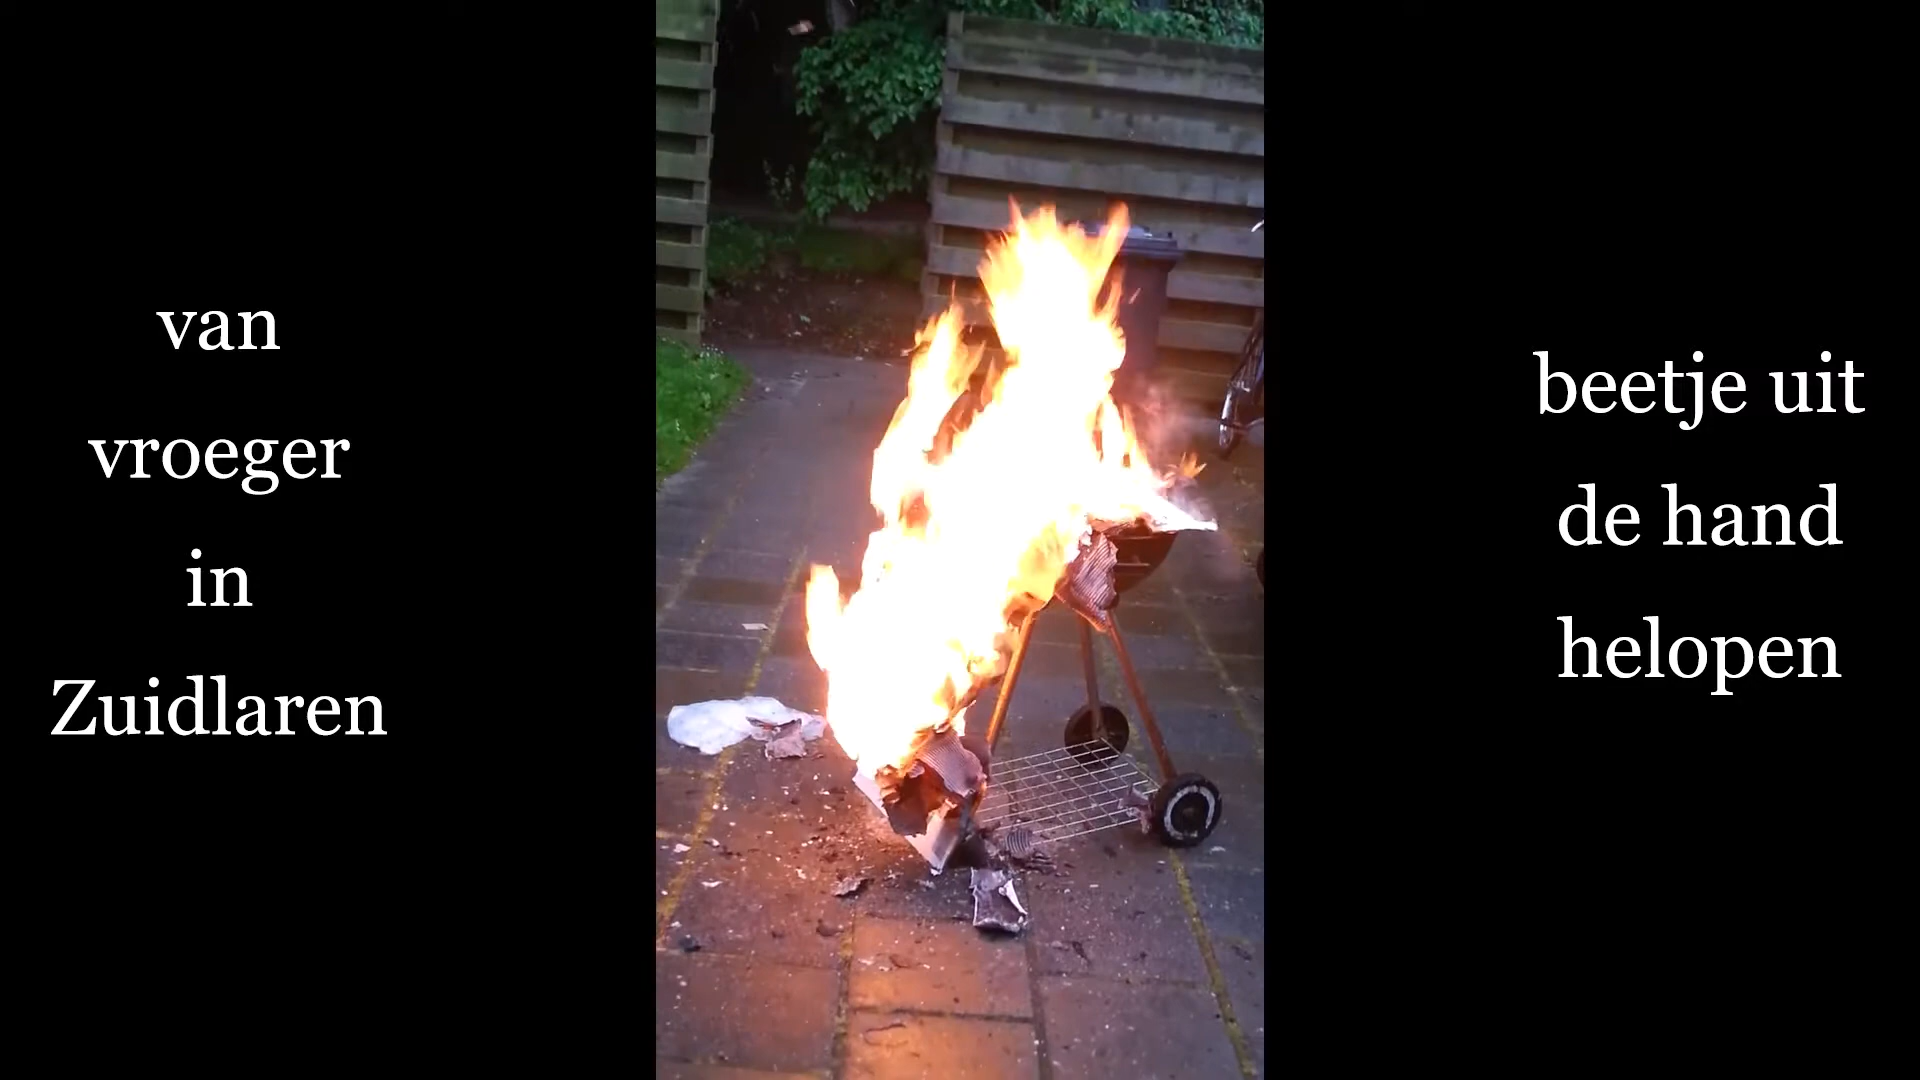 van
vroeger
in
Zuidlaren
beetje uit
de hand
helopen